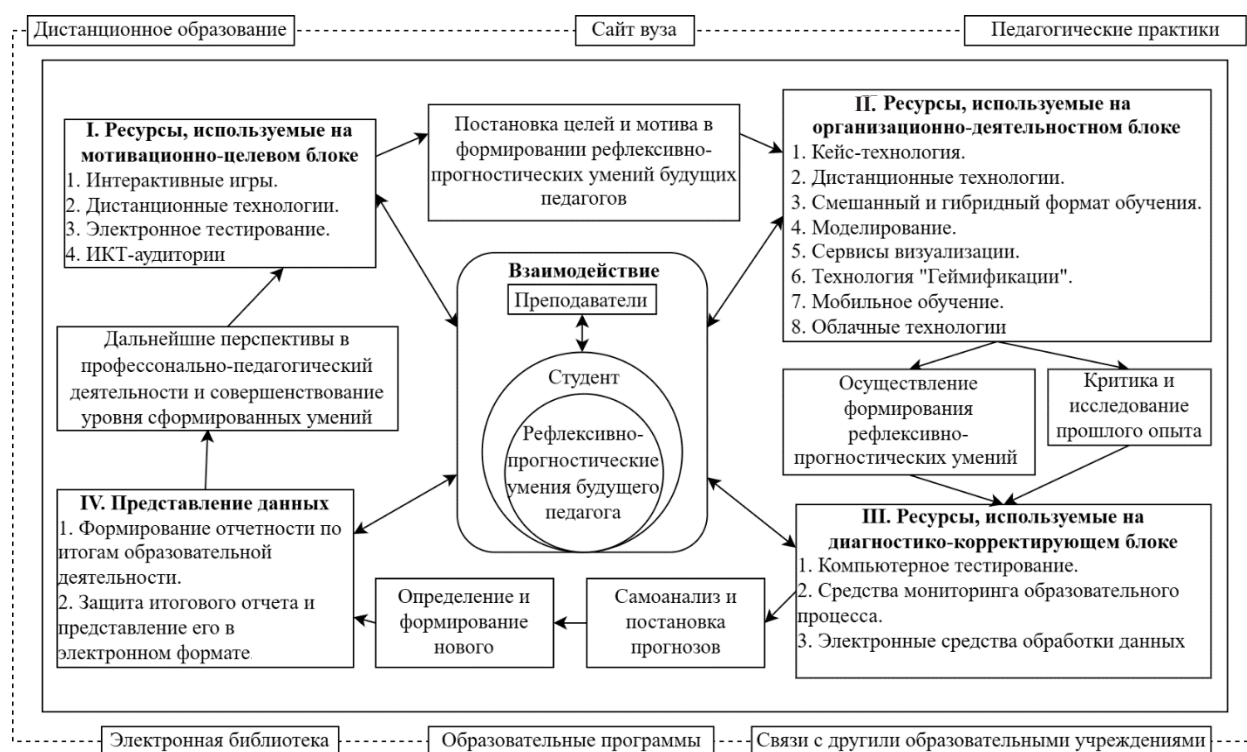 Дистанционное образование
Сайт вуза
Педагогические практики
I. Ресурсы, используемые на
мотивационно-целевом блоке
1. Интерактивные игры.
2. Дистанционные технологии.
3. Электронное тестирование.
4. ИКТ-аудитории
Постановка целей и мотива в
формировании рефлексивно-
прогностических умений будущих
педагогов
II. Ресурсы, используемые на
организационно-деятельностном блоке
1. Кейс-технология.
2. Дистанционные технологии.
3. Смешанный и гибридный формат обучения.
4. Моделирование.
5. Сервисы визуализации.
6. Технология "Геймификации".
7. Мобильное обучение.
8. Облачные технологии
Взаимодействие
Преподаватели
Студент
Рефлексивно-
прогностические
умения будущего
педагога
Дальнейшие перспективы в
профессонально-педагогический
деятельности и совершенствование
уровня сформированных умений
Осуществление
формирования
рефлексивно-
прогностических умений
Критика и
исследование
прошлого опыта
IV. Представление данных
1. Формирование отчетности по
итогам образовательной
деятельности.
2. Защита итогового отчета и
представление его в
электронном формате
Определение и
формирование
нового
Самоанализ и
постановка
прогнозов
III. Ресурсы, используемые на
диагностико-корректирующем блоке
1. Компьютерное тестирование.
2. Средства мониторинга образовательного
процесса.
3. Электронные средства обработки данных
Электронная библиотека
Образовательные программы
Связи с другили образовательными учреждениями